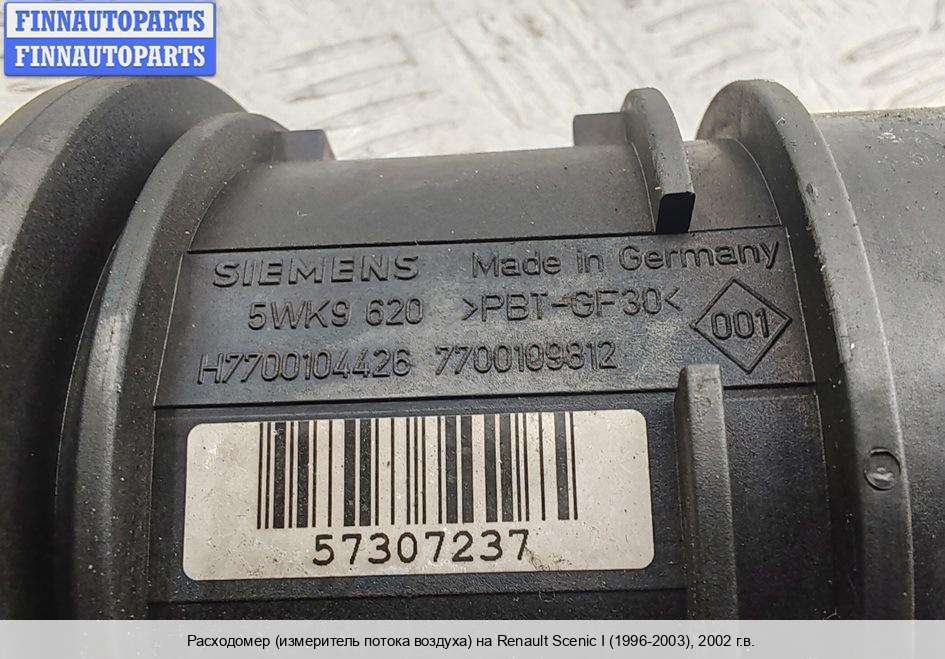 FINNAUTOPARTS
FINNAUTOPARTS
SIEMENS Made in Germany
5WK9 620 >PBT-GF30< 001
H7700104426 7700109812
57307237
Расходомер (измеритель потока воздуха) на Renault Scenic I (1996-2003), 2002 г.в.